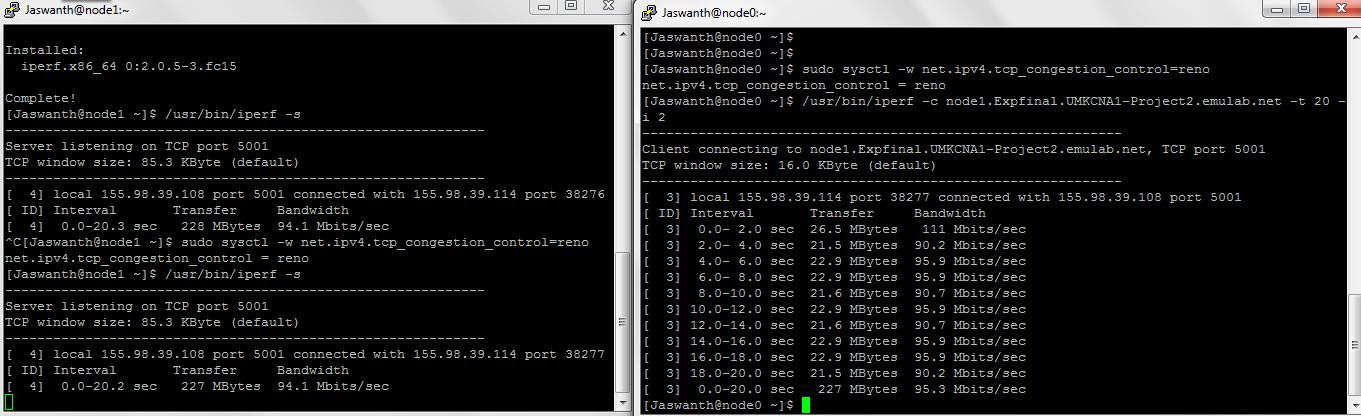 Jaswanth@node1:~
Installed:
  iperf.x86_64 0:2.0.5-3.fc15
Complete!
[Jaswanth@node1 ~]$ /usr/bin/iperf -s
------------------------------------------------------------
Server listening on TCP port 5001
TCP window size: 85.3 KByte (default)
------------------------------------------------------------
[  4] local 155.98.39.108 port 5001 connected with 155.98.39.114 port 38276
[ ID] Interval       Transfer     Bandwidth
[  4]  0.0-20.3 sec   228 MBytes  94.1 Mbits/sec
^C[Jaswanth@node1 ~]$ sudo sysctl -w net.ipv4.tcp_congestion_control=reno
net.ipv4.tcp_congestion_control = reno
[Jaswanth@node1 ~]$ /usr/bin/iperf -s
------------------------------------------------------------
Server listening on TCP port 5001
TCP window size: 85.3 KByte (default)
------------------------------------------------------------
[  4] local 155.98.39.108 port 5001 connected with 155.98.39.114 port 38277
[ ID] Interval       Transfer     Bandwidth
[  4]  0.0-20.2 sec   227 MBytes  94.1 Mbits/sec
Jaswanth@node0:~
[Jaswanth@node0 ~]$
[Jaswanth@node0 ~]$
[Jaswanth@node0 ~]$ sudo sysctl -w net.ipv4.tcp_congestion_control=reno
net.ipv4.tcp_congestion_control = reno
[Jaswanth@node0 ~]$ /usr/bin/iperf -c node1.Expfinal.UMKCNA1-Project2.emulab.net -t 20 -
i 2
------------------------------------------------------------
Client connecting to node1.Expfinal.UMKCNA1-Project2.emulab.net, TCP port 5001
TCP window size: 16.0 KByte (default)
------------------------------------------------------------
[  3] local 155.98.39.114 port 38277 connected with 155.98.39.108 port 5001
[ ID] Interval       Transfer     Bandwidth
[  3]  0.0- 2.0 sec  26.5 MBytes   111 Mbits/sec
[  3]  2.0- 4.0 sec  21.5 MBytes  90.2 Mbits/sec
[  3]  4.0- 6.0 sec  22.9 MBytes  95.9 Mbits/sec
[  3]  6.0- 8.0 sec  22.9 MBytes  95.9 Mbits/sec
[  3]  8.0-10.0 sec  21.6 MBytes  90.7 Mbits/sec
[  3] 10.0-12.0 sec  22.9 MBytes  95.9 Mbits/sec
[  3] 12.0-14.0 sec  21.6 MBytes  90.7 Mbits/sec
[  3] 14.0-16.0 sec  22.9 MBytes  95.9 Mbits/sec
[  3] 16.0-18.0 sec  22.9 MBytes  95.9 Mbits/sec
[  3] 18.0-20.0 sec  21.5 MBytes  90.2 Mbits/sec
[  3]  0.0-20.0 sec   227 MBytes  95.3 Mbits/sec
[Jaswanth@node0 ~]$